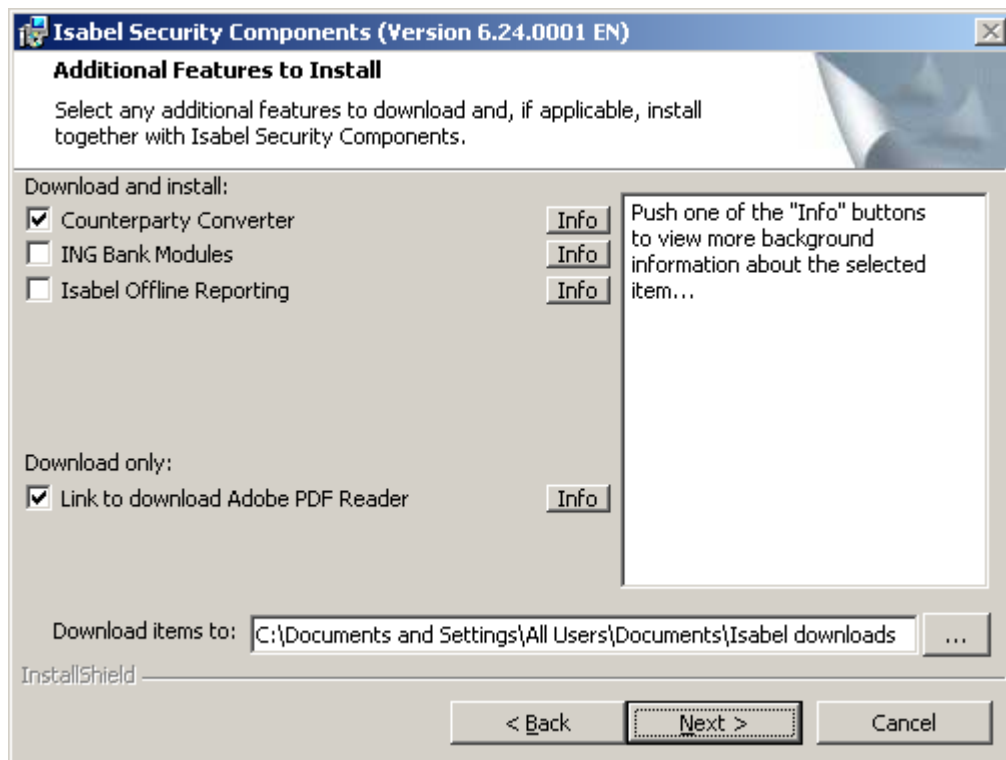 Isabel Security Components (Version 6.24.0001 EN)
Additional Features to Install
Select any additional features to download and, if applicable, install
together with Isabel Security Components.
Download and install:
Counterparty Converter Info
ING Bank Modules Info
Isabel Offline Reporting Info
Push one of the "Info" buttons
to view more background
information about the selected
item...
Download only:
Link to download Adobe PDF Reader Info
Download items to: C:\Documents and Settings\All Users\Documents\Isabel downloads ...
InstallShield
< Back Next > Cancel